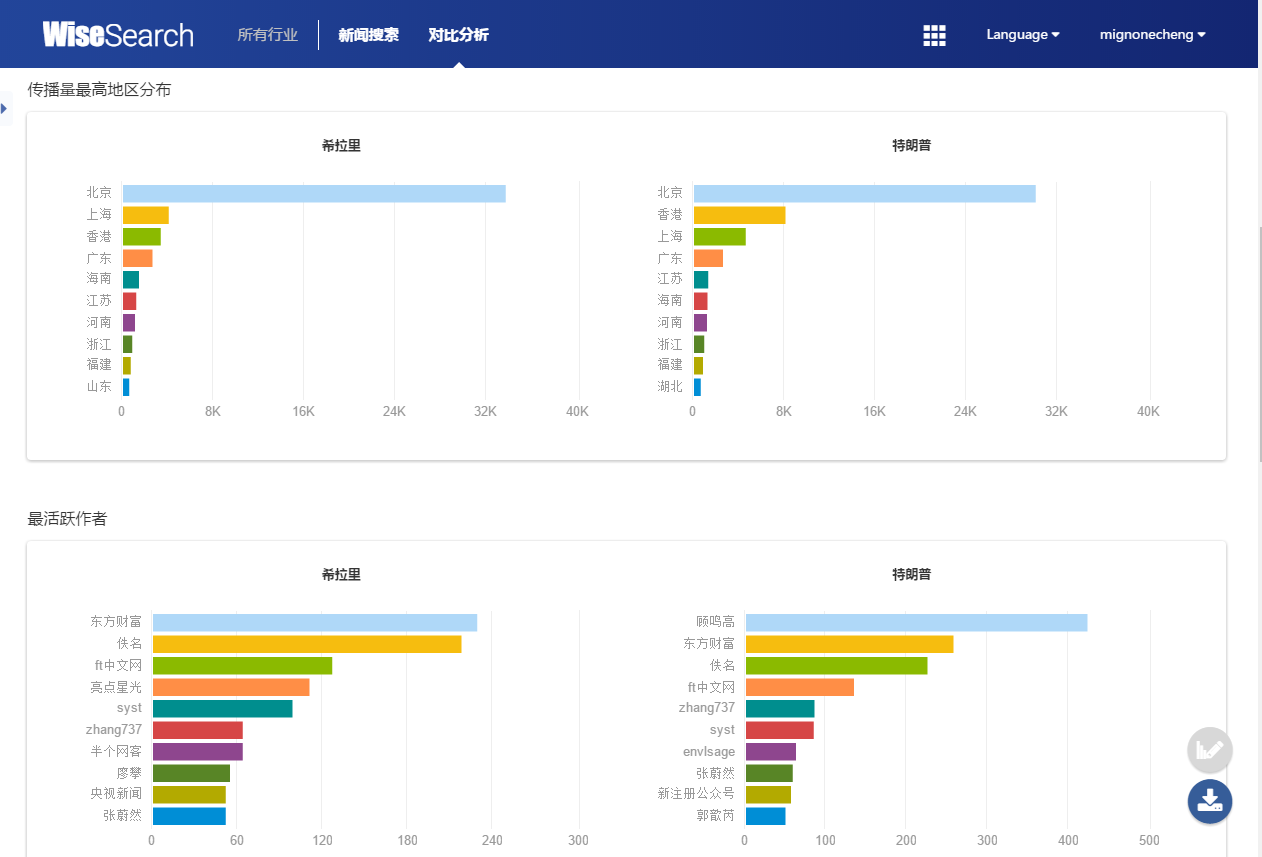 WiseSearch 所有行业 新闻搜索 对比分析 Language mignonecheng
传播量最高地区分布
希拉里
北京
上海
香港
广东
海南
江苏
河南
浙江
福建
山东
0 8K 16K 24K 32K 40K
特朗普
北京
香港
上海
广东
江苏
海南
河南
浙江
福建
湖北
0 8K 16K 24K 32K 40K
最活跃作者
希拉里
东方财富
佚名
ft中文网
亮点星光
syst
zhang737
半个网客
廖攀
央视新闻
张蔚然
0 60 120 180 240 300
特朗普
顾鸣高
东方财富
佚名
ft中文网
zhang737
syst
envlsage
张蔚然
新注册公众号
郭歆芮
0 100 200 300 400 500